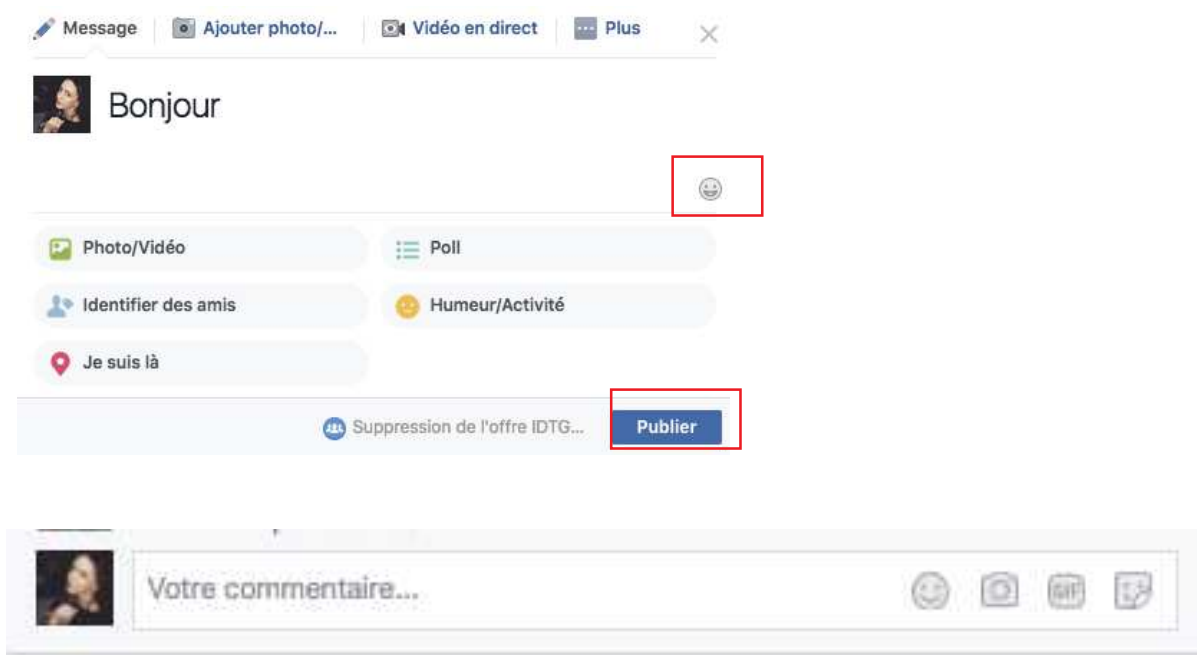 Message Ajouter photo/... Vidéo en direct Plus
Bonjour
Photo/Vidéo Poll
Identifier des amis Humeur/Activité
Je suis là
Suppression de l'offre IDTG... Publier
Votre commentaire...
GIF